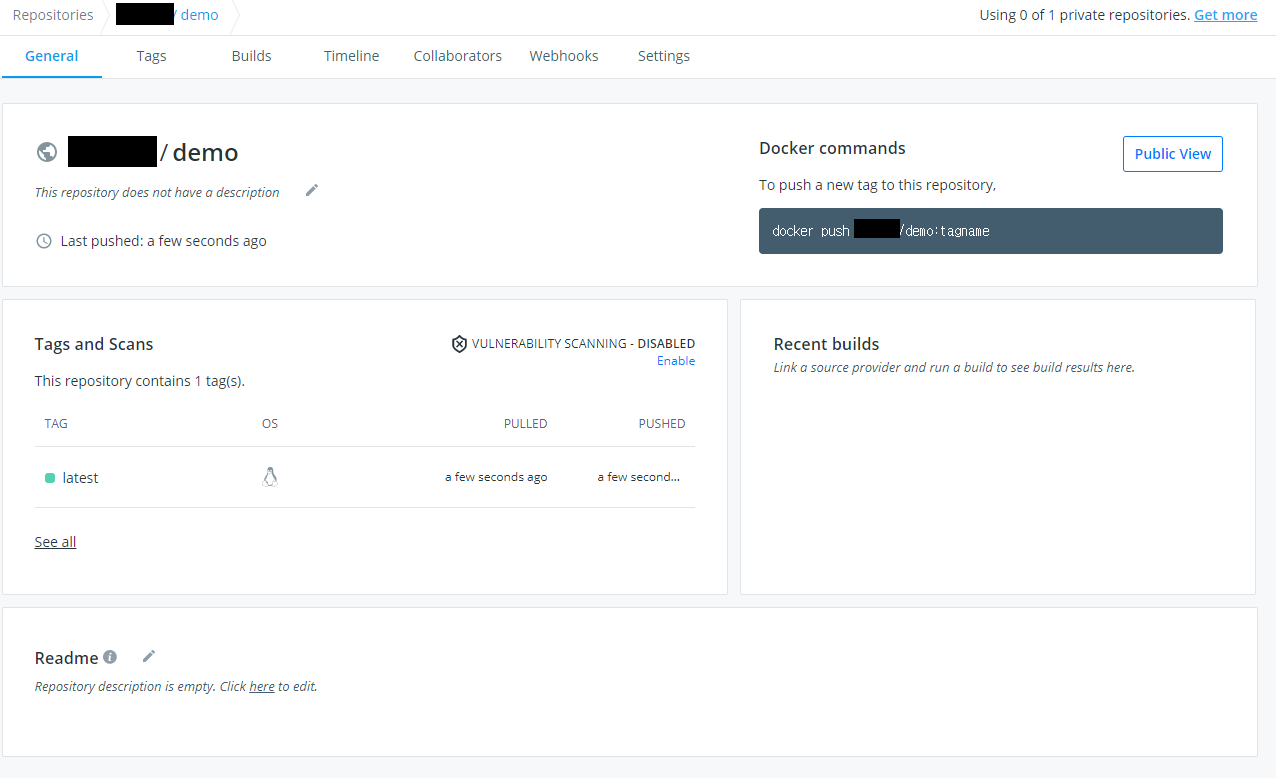 Repositories / demo Using 0 of 1 private repositories. Get more
General Tags Builds Timeline Collaborators Webhooks Settings
/ demo
This repository does not have a description
Last pushed: a few seconds ago
Docker commands
Public View
To push a new tag to this repository,
docker push /demo:tagname
Tags and Scans
VULNERABILITY SCANNING - DISABLED
Enable
This repository contains 1 tag(s).
TAG OS PULLED PUSHED
latest a few seconds ago a few second...
See all
Recent builds
Link a source provider and run a build to see build results here.
Readme
Repository description is empty. Click here to edit.